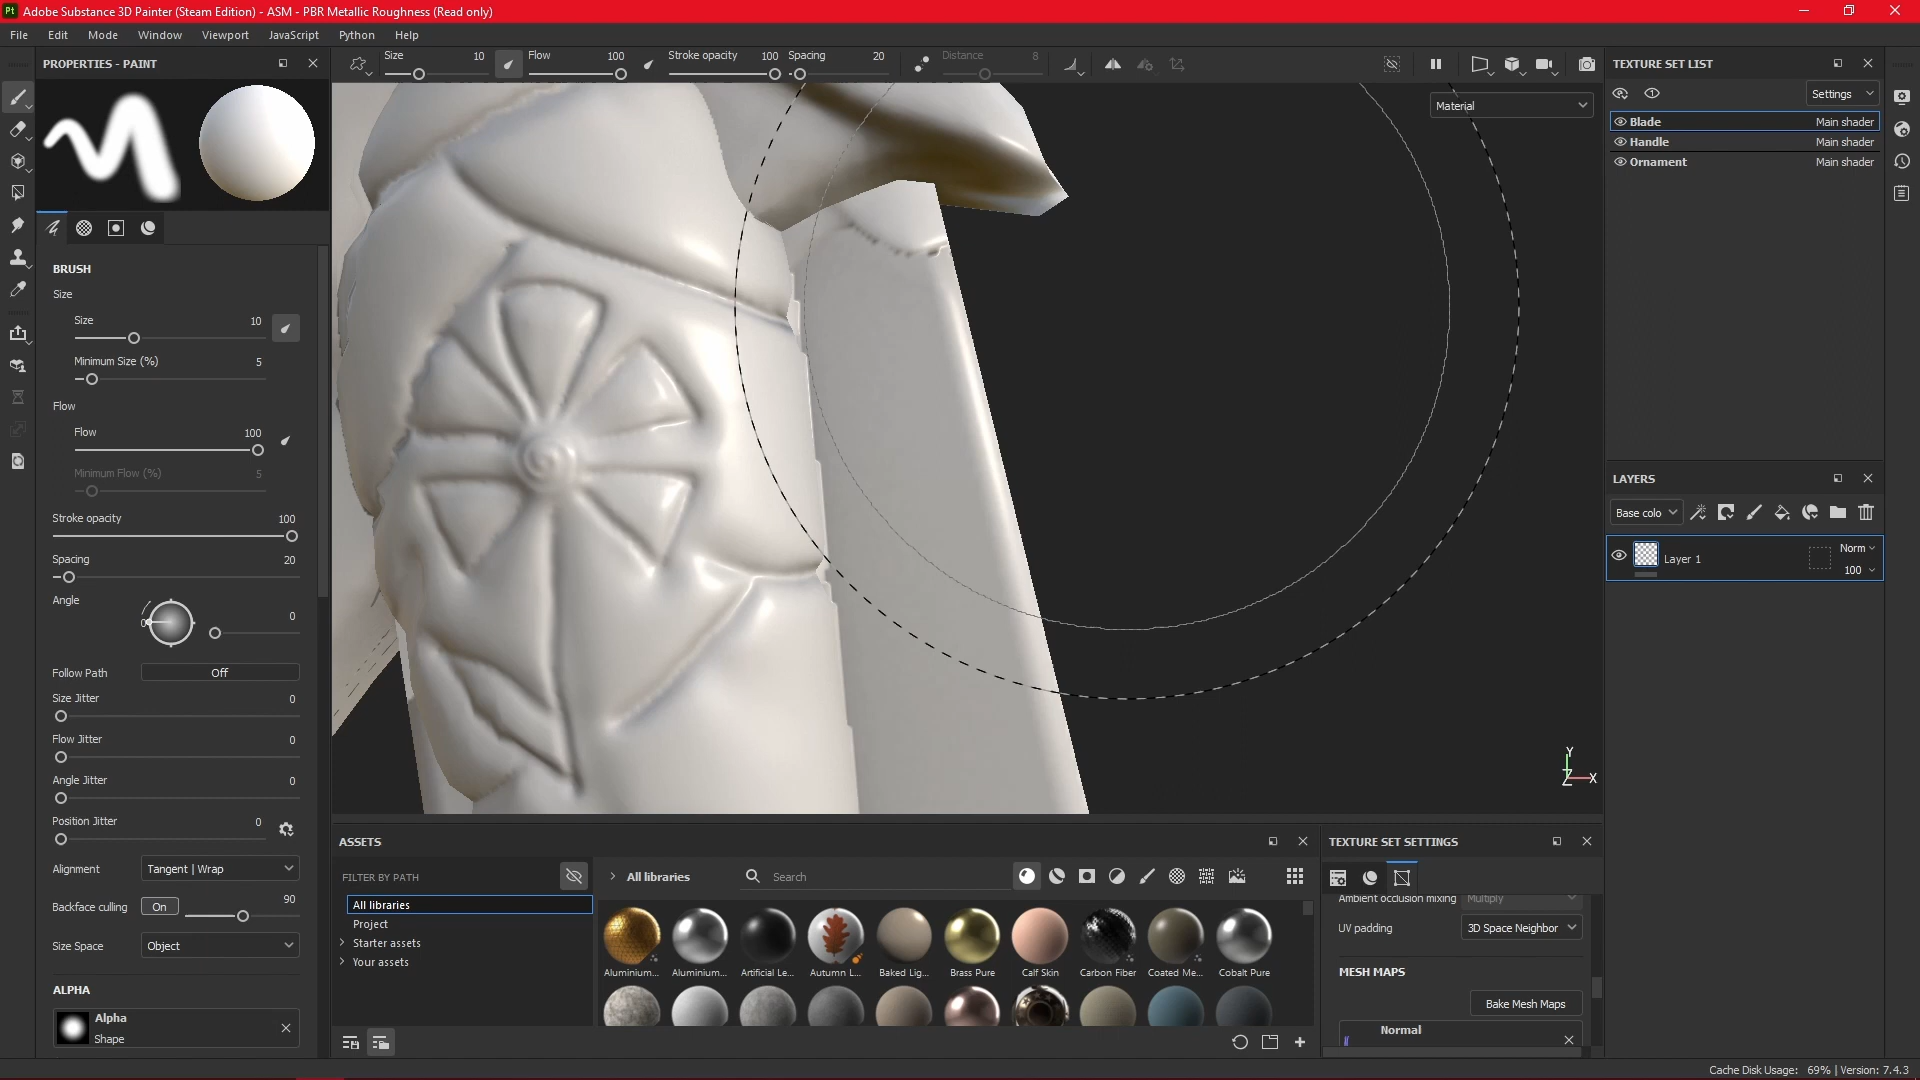 Pt Adobe Substance 3D Painter (Steam Edition) - ASM - PBR Metallic Roughness (Read only)
File Edit Mode Window Viewport JavaScript Python Help
PROPERTIES - PAINT
Size 10 Flow 100 Stroke opacity 100 Spacing 20 Distance 8
Material
TEXTURE SET LIST
Settings
Blade Main shader
Handle Main shader
Ornament Main shader
BRUSH
Size
Size 10
Minimum Size (%) 5
Flow
Flow 100
Minimum Flow (%) 5
Stroke opacity 100
Spacing 20
Angle 0
0
Follow Path Off
Size Jitter 0
Flow Jitter 0
Angle Jitter 0
Position Jitter 0
Alignment Tangent | Wrap
Backface culling On 90
Size Space Object
ALPHA
Alpha
Shape
LAYERS
Base colo
Layer 1 Norm
100
Y
Z X
ASSETS
FILTER BY PATH
All libraries
Project
Starter assets
Your assets
All libraries Search
Aluminium... Aluminium... Artificial Le... Autumn L... Baked Lig... Brass Pure Calf Skin Carbon Fiber Coated Me... Cobalt Pure
TEXTURE SET SETTINGS
Ambient occlusion mixing Multiply
UV padding 3D Space Neighbor
MESH MAPS
Bake Mesh Maps
Normal
Cache Disk Usage: 69% | Version: 7.4.3